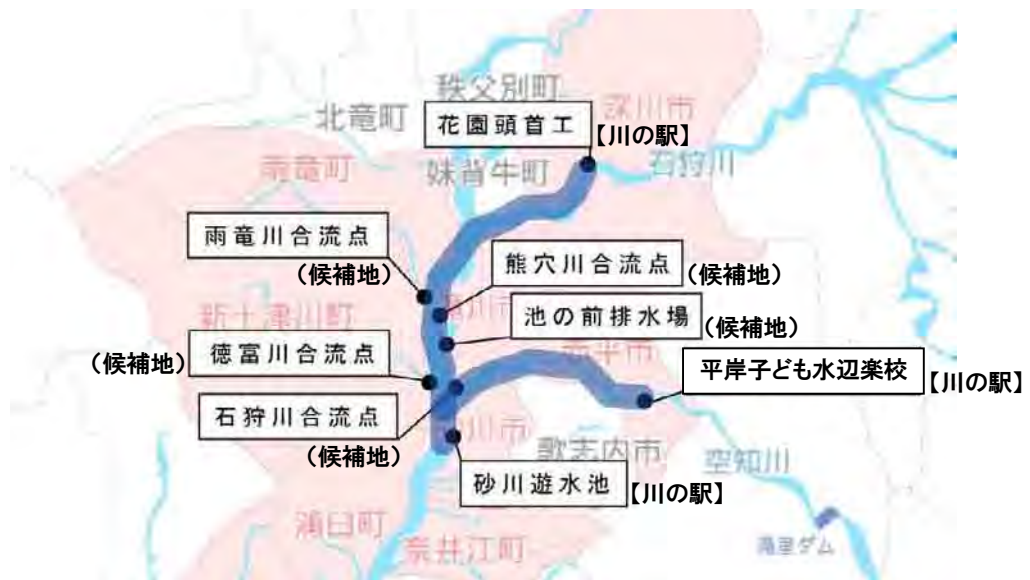 秩父別町
深川市
北竜町
花園頭首工
【川の駅】
雨竜町
妹背牛町
石狩川
雨竜川合流点
(候補地)
熊穴川合流点
(候補地)
新十津川町
池の前排水場
(候補地)
(候補地)
徳富川合流点
赤平市
平岸子ども水辺楽校
【川の駅】
石狩川合流点
(候補地)
歌志内市
空知川
砂川遊水池
【川の駅】
浦臼町
奈井江町
滝里ダム